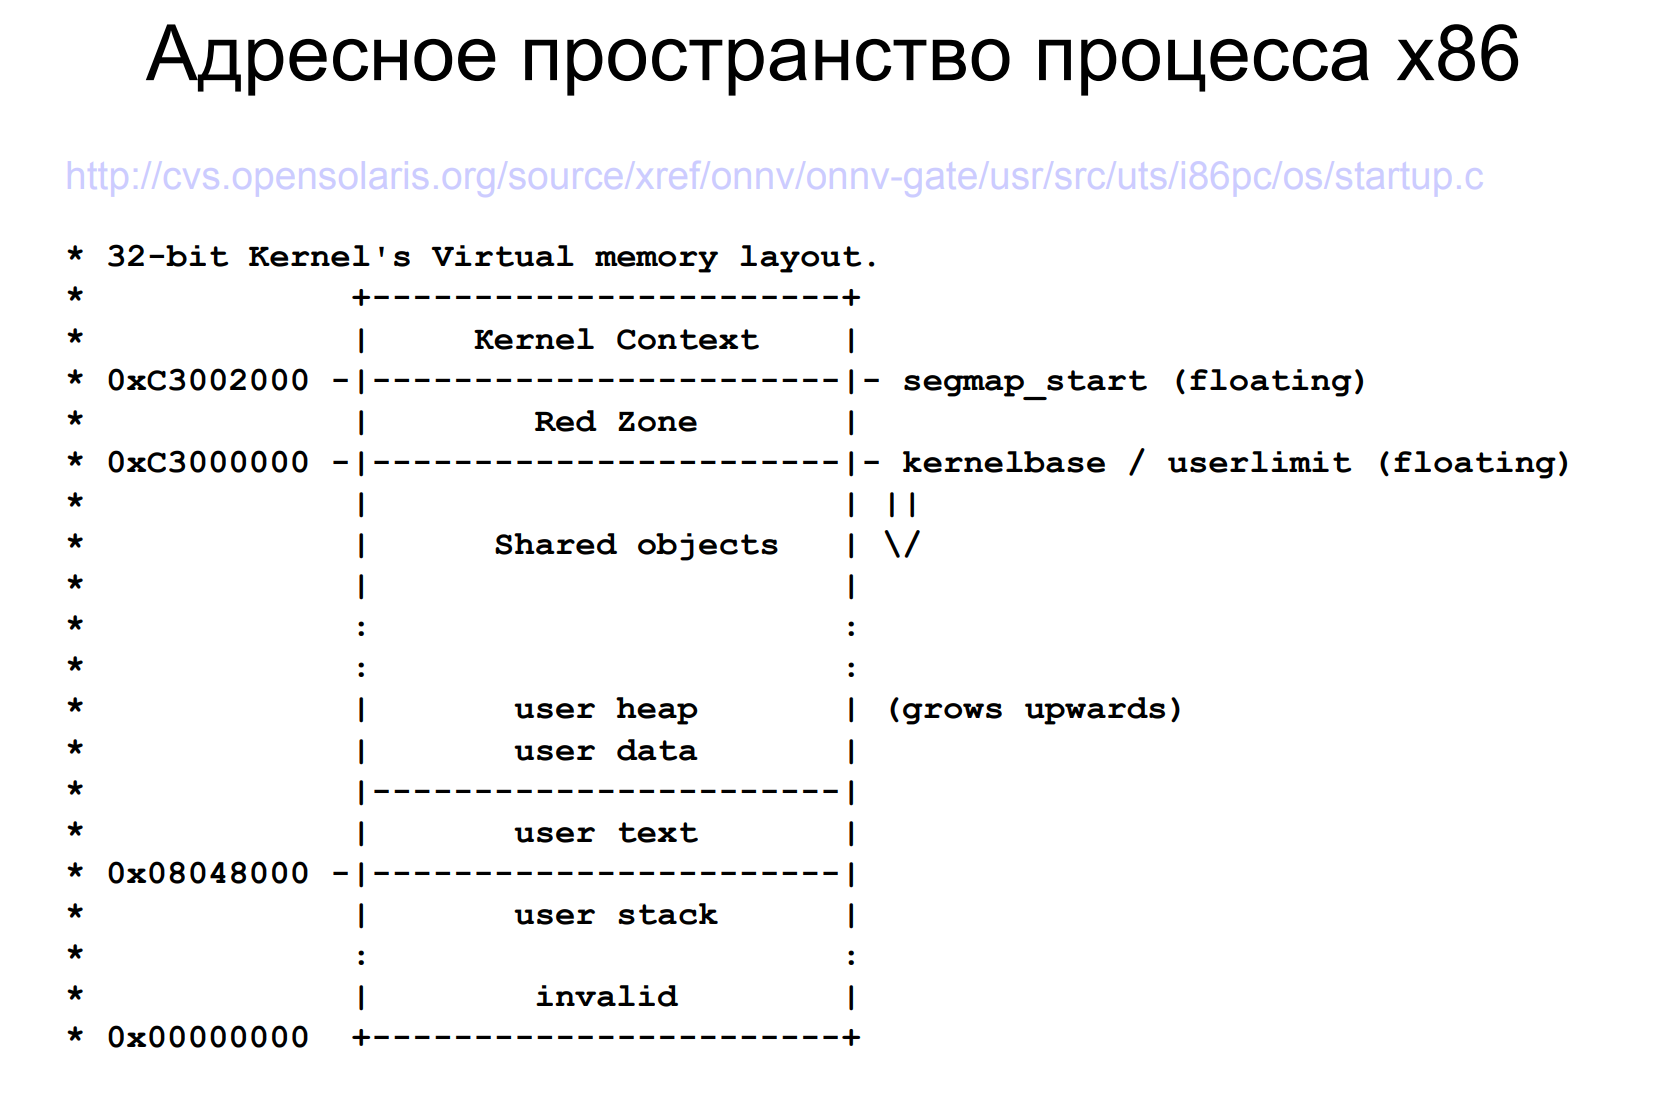 Адресное пространство процесса x86
http://cvs.opensolaris.org/source/xref/onnv/onnv-gate/usr/src/uts/i86pc/os/startup.c
* 32-bit Kernel's Virtual memory layout.
*             +-----------------------+
*             |     Kernel Context    |
* 0xC3002000 -|-----------------------|- segmap_start (floating)
*             |        Red Zone       |
* 0xC3000000 -|-----------------------|- kernelbase / userlimit (floating)
*             |                       | ||
*             |      Shared objects   | \/
*             |                       |
*             :                       :
*             :                       :
*             |       user heap       | (grows upwards)
*             |       user data       |
*             |-----------------------|
*             |       user text       |
* 0x08048000 -|-----------------------|
*             |       user stack      |
*             :                       :
*             |        invalid        |
* 0x00000000  +-----------------------+